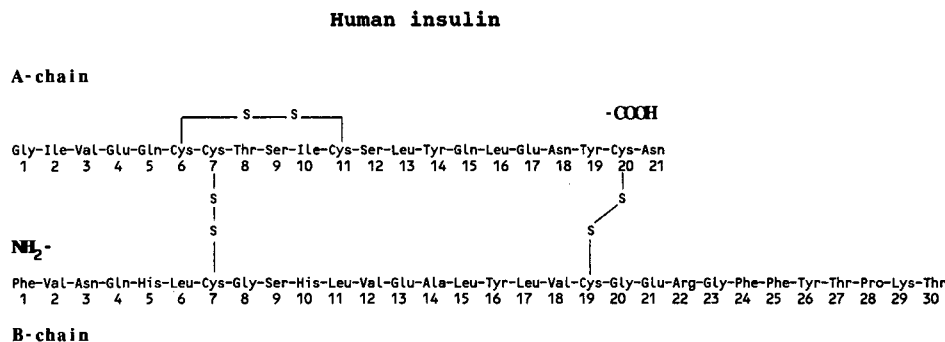 Human insulin
A-chain
S S
-COOH
Gly-Ile-Val-Glu-Gln-Cys-Cys-Thr-Ser-Ile-Cys-Ser-Leu-Tyr-Gln-Leu-Glu-Asn-Tyr-Cys-Asn
1 2 3 4 5 6 7 8 9 10 11 12 13 14 15 16 17 18 19 20 21
S S
S S
NH2-
Phe-Val-Asn-Gln-His-Leu-Cys-Gly-Ser-His-Leu-Val-Glu-Ala-Leu-Tyr-Leu-Val-Cys-Gly-Glu-Arg-Gly-Phe-Phe-Tyr-Thr-Pro-Lys-Thr
1 2 3 4 5 6 7 8 9 10 11 12 13 14 15 16 17 18 19 20 21 22 23 24 25 26 27 28 29 30
B-chain